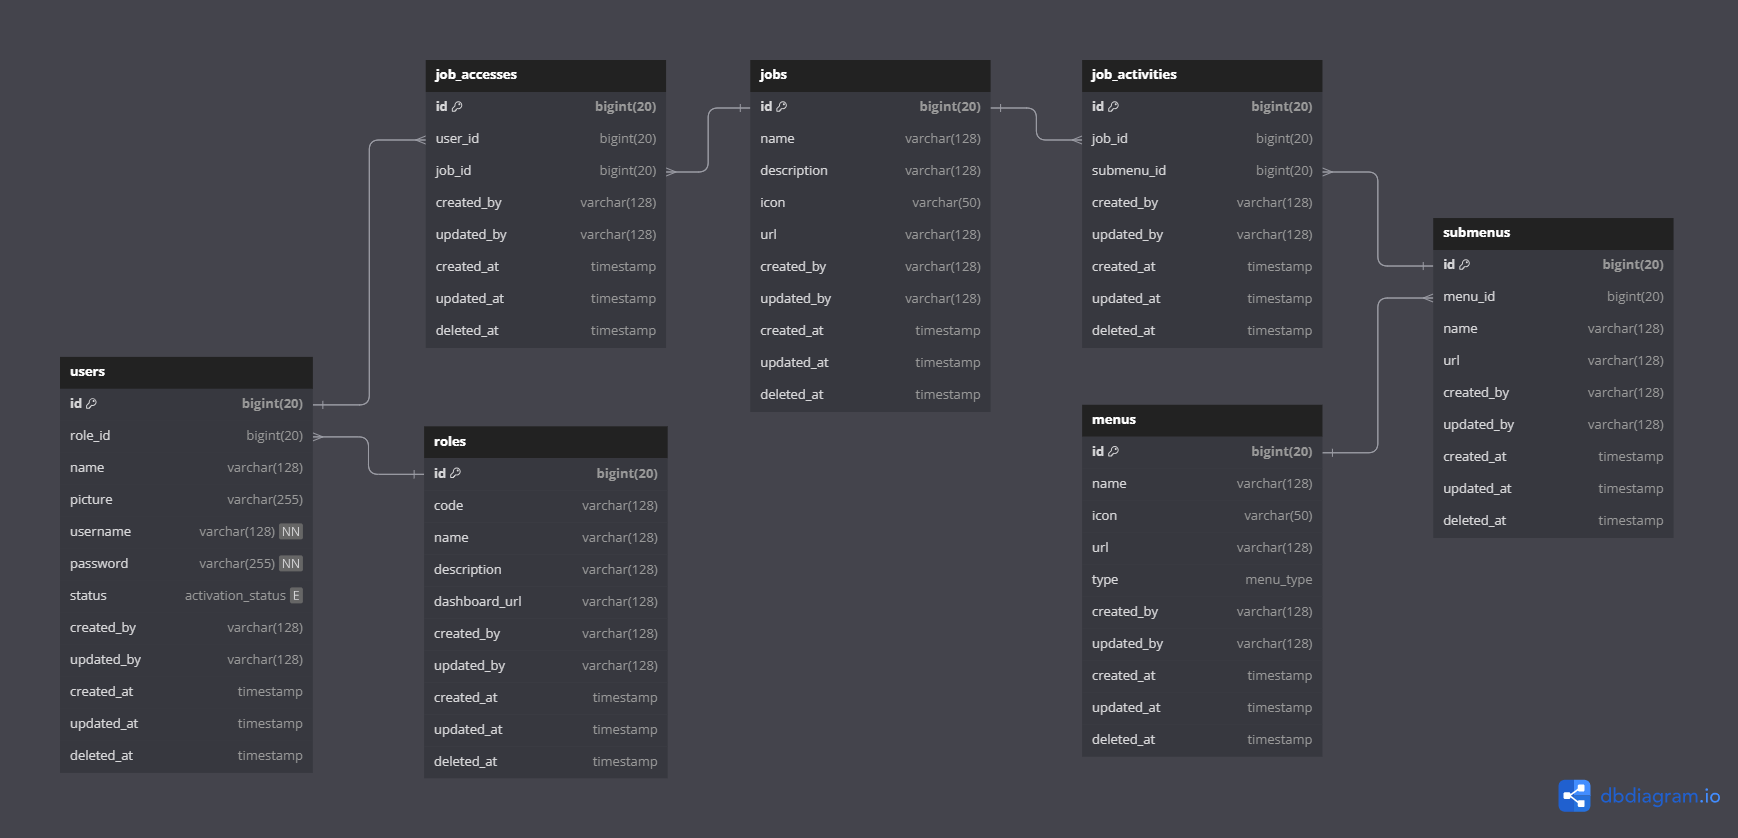 job_accesses
id bigint(20)
user_id bigint(20)
job_id bigint(20)
created_by varchar(128)
updated_by varchar(128)
created_at timestamp
updated_at timestamp
deleted_at timestamp
jobs
id bigint(20)
name varchar(128)
description varchar(128)
icon varchar(50)
url varchar(128)
created_by varchar(128)
updated_by varchar(128)
created_at timestamp
updated_at timestamp
deleted_at timestamp
job_activities
id bigint(20)
job_id bigint(20)
submenu_id bigint(20)
created_by varchar(128)
updated_by varchar(128)
created_at timestamp
updated_at timestamp
deleted_at timestamp
submenus
id bigint(20)
menu_id bigint(20)
name varchar(128)
url varchar(128)
created_by varchar(128)
updated_by varchar(128)
created_at timestamp
updated_at timestamp
deleted_at timestamp
users
id bigint(20)
role_id bigint(20)
name varchar(128)
picture varchar(255)
username varchar(128) NN
password varchar(255) NN
status activation_status E
created_by varchar(128)
updated_by varchar(128)
created_at timestamp
updated_at timestamp
deleted_at timestamp
roles
id bigint(20)
code varchar(128)
name varchar(128)
description varchar(128)
dashboard_url varchar(128)
created_by varchar(128)
updated_by varchar(128)
created_at timestamp
updated_at timestamp
deleted_at timestamp
menus
id bigint(20)
name varchar(128)
icon varchar(50)
url varchar(128)
type menu_type
created_by varchar(128)
updated_by varchar(128)
created_at timestamp
updated_at timestamp
deleted_at timestamp
dbdiagram.io